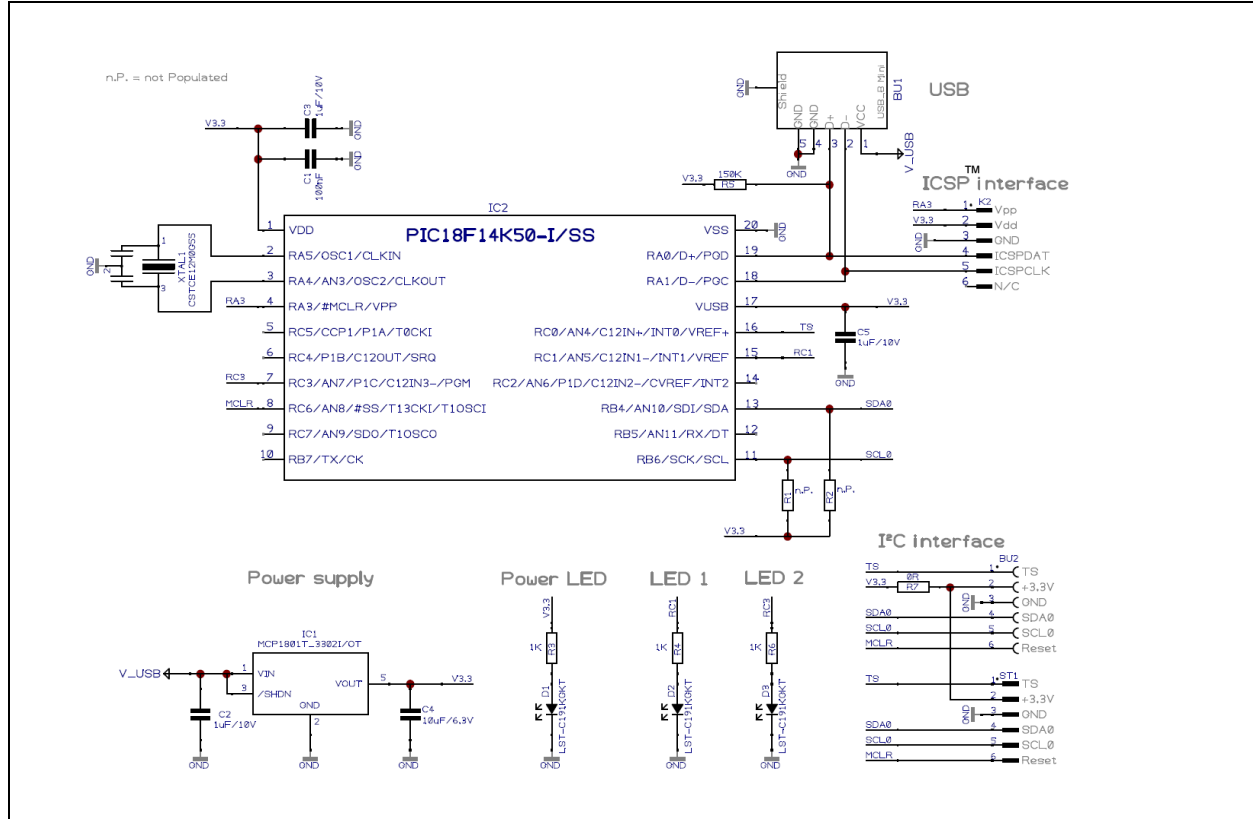 n.P. = not Populated
V3.3
C3
1uF/10V
GND
C1
100nF
GND
GND
Shield
USB_B Mini
BU1
USB
GND
GND
D+
D-
VCC
5 4 3 2 1
GND
V_USB
V3.3
150K
R5
ICSP™ interface
K2
RA3 1 Vpp
V3.3 2 Vdd
GND 3 GND
4 ICSPDAT
5 ICSPCLK
6 N/C
IC2
PIC18F14K50-I/SS
1 VDD
2 RA5/OSC1/CLKIN
3 RA4/AN3/OSC2/CLKOUT
RA3 4 RA3/#MCLR/VPP
5 RC5/CCP1/P1A/T0CKI
6 RC4/P1B/C12OUT/SRQ
RC3 7 RC3/AN7/P1C/C12IN3-/PGM
MCLR 8 RC6/AN8/#SS/T13CKI/T1OSCI
9 RC7/AN9/SDO/T1OSCO
10 RB7/TX/CK
VSS 20 GND
RA0/D+/PGD 19
RA1/D-/PGC 18
VUSB 17 V3.3
RC0/AN4/C12IN+/INT0/VREF+ 16 TS
RC1/AN5/C12IN1-/INT1/VREF 15 RC1
RC2/AN6/P1D/C12IN2-/CVREF/INT2 14
RB4/AN10/SDI/SDA 13 SDA0
RB5/AN11/RX/DT 12
RB6/SCK/SCL 11 SCL0
GND
1
2
3
XTAL1
CSTCE12M0G55
C5
1uF/10V
GND
R1
n.P.
R2
n.P.
V3.3
Power supply
IC1
MCP1801T_3302I/OT
V_USB
1 VIN
3 /SHDN
VOUT 5
V3.3
GND
2
C2
1uF/10V
C4
10uF/6.3V
GND
GND
GND
Power LED
V3.3
1K
R3
D1
LST-C191KGKT
GND
LED 1
RC1
1K
R4
D2
LST-C191KGKT
GND
LED 2
RC3
1K
R6
D3
LST-C191KGKT
GND
I²C interface
BU2
TS 1 TS
V3.3 0R R7 2 +3.3V
GND 3 GND
SDA0 4 SDA0
SCL0 5 SCL0
MCLR 6 Reset
ST1
TS 1 TS
2 +3.3V
GND 3 GND
SDA0 4 SDA0
SCL0 5 SCL0
MCLR 6 Reset